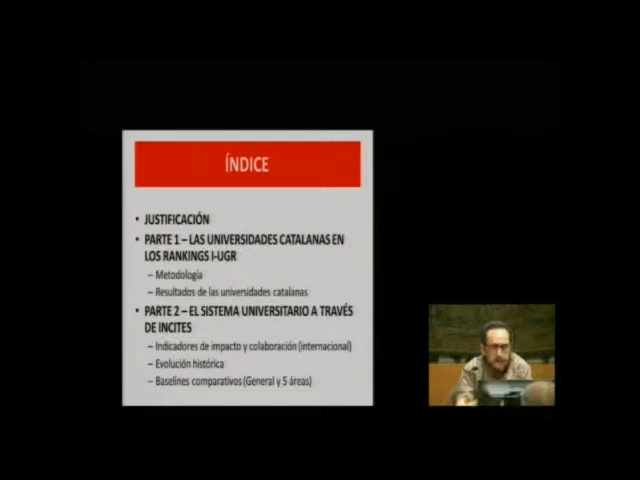 ÍNDICE
• JUSTIFICACIÓN
• PARTE 1 – LAS UNIVERSIDADES CATALANAS EN
LOS RANKINGS I-UGR
– Metodología
– Resultados de las universidades catalanas
• PARTE 2 – EL SISTEMA UNIVERSITARIO A TRAVÉS
DE INCITES
– Indicadores de impacto y colaboración (internacional)
– Evolución histórica
– Baselines comparativos (General y 5 áreas)